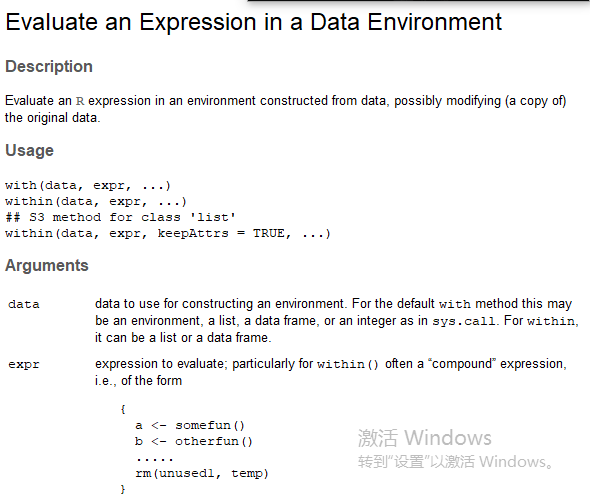 Evaluate an Expression in a Data Environment
Description
Evaluate an R expression in an environment constructed from data, possibly modifying (a copy of)
the original data.
Usage
with(data, expr, ...)
within(data, expr, ...)
## S3 method for class 'list'
within(data, expr, keepAttrs = TRUE, ...)
Arguments
data data to use for constructing an environment. For the default with method this may
be an environment, a list, a data frame, or an integer as in sys.call. For within,
it can be a list or a data frame.
expr expression to evaluate; particularly for within() often a “compound” expression,
i.e., of the form
{
a <- somefun()
b <- otherfun()
.....
rm(unused1, temp)
}
激活 Windows
转到“设置”以激活 Windows。